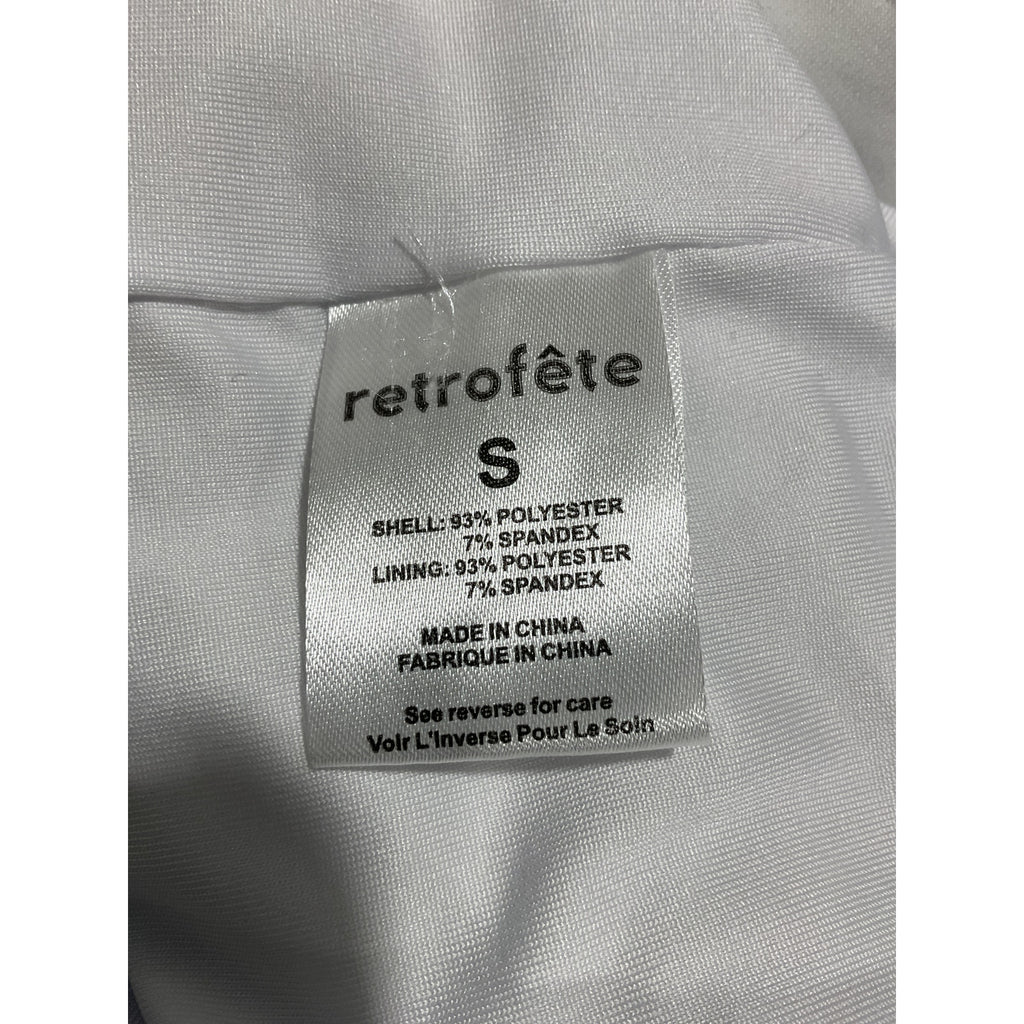 retrofête
S
SHELL: 93% POLYESTER
7% SPANDEX
LINING: 93% POLYESTER
7% SPANDEX
MADE IN CHINA
FABRIQUE IN CHINA
See reverse for care
Voir L'Inverse Pour Le Soin